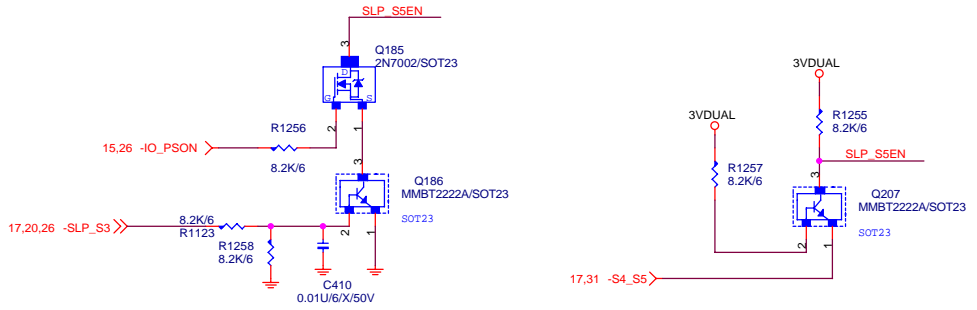 SLP_S5EN
3
Q185
2N7002/SOT23
D
G
S
2
1
R1256
15,26 -IO_PSON
8.2K/6
3
Q186
MMBT2222A/SOT23
SOT23
8.2K/6
17,20,26 -SLP_S3
R1123
R1258
8.2K/6
2
1
C410
0.01U/6/X/50V
3VDUAL
3VDUAL
R1255
8.2K/6
SLP_S5EN
R1257
8.2K/6
3
Q207
MMBT2222A/SOT23
SOT23
2
1
17,31 -S4_S5